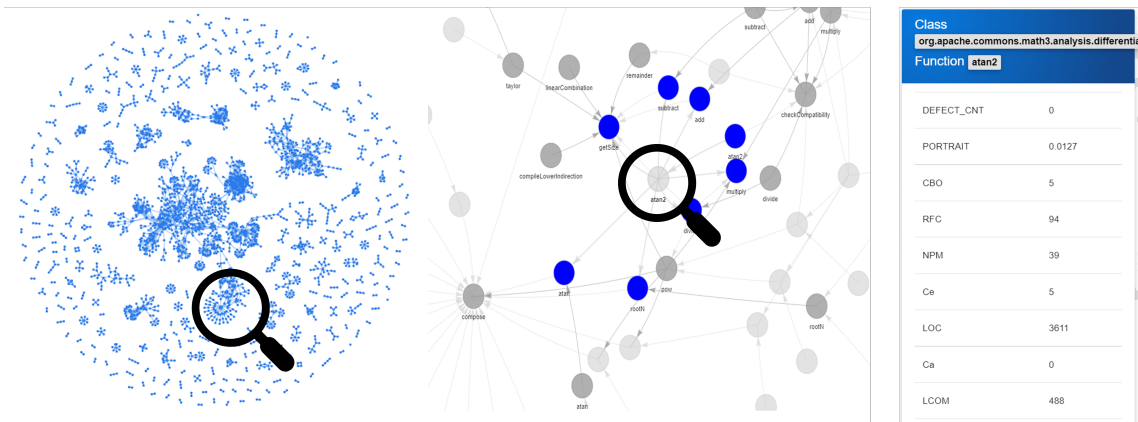 subtract
add
multiply
taylor
linearCombination
remainder
subtract
add
checkCompatibility
getSize
atan2
compileLowerIndirection
multiply
divide
atan2
atan
pow
rootN
compose
rootN
atan
Class
org.apache.commons.math3.analysis.differentia
Function atan2
DEFECT_CNT 0
PORTRAIT 0.0127
CBO 5
RFC 94
NPM 39
Ce 5
LOC 3611
Ca 0
LCOM 488